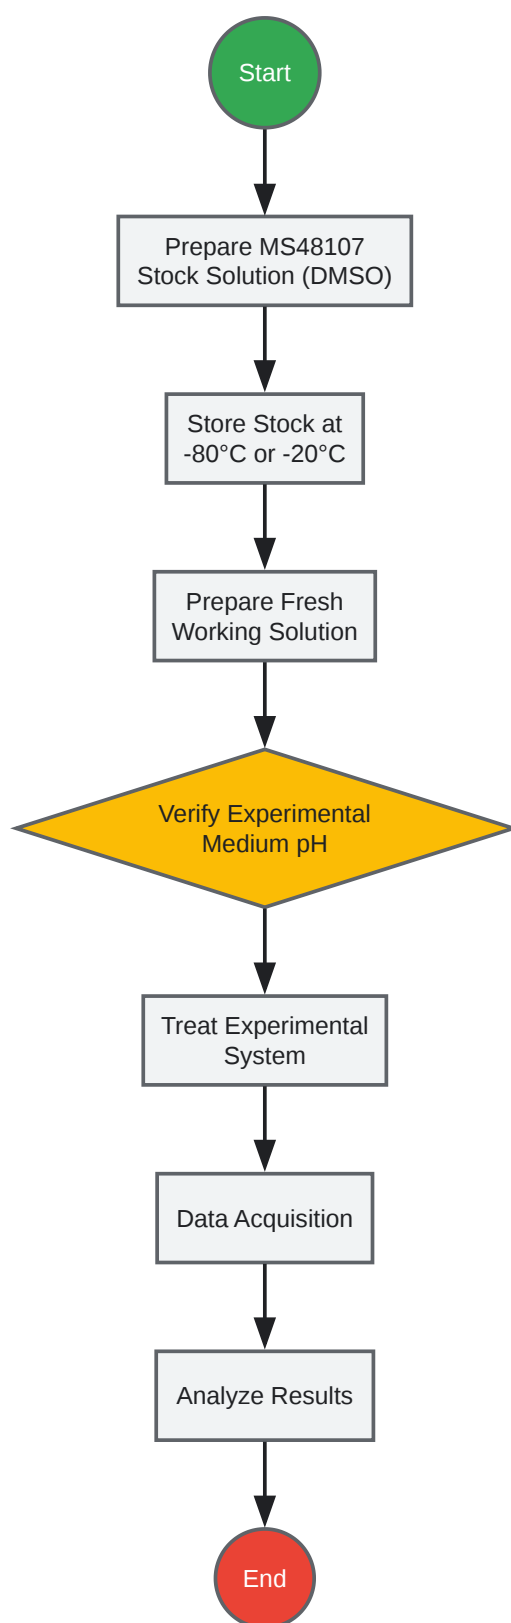 Start
Prepare MS48107
Stock Solution (DMSO)
Store Stock at
-80°C or -20°C
Prepare Fresh
Working Solution
Verify Experimental
Medium pH
Treat Experimental
System
Data Acquisition
Analyze Results
End